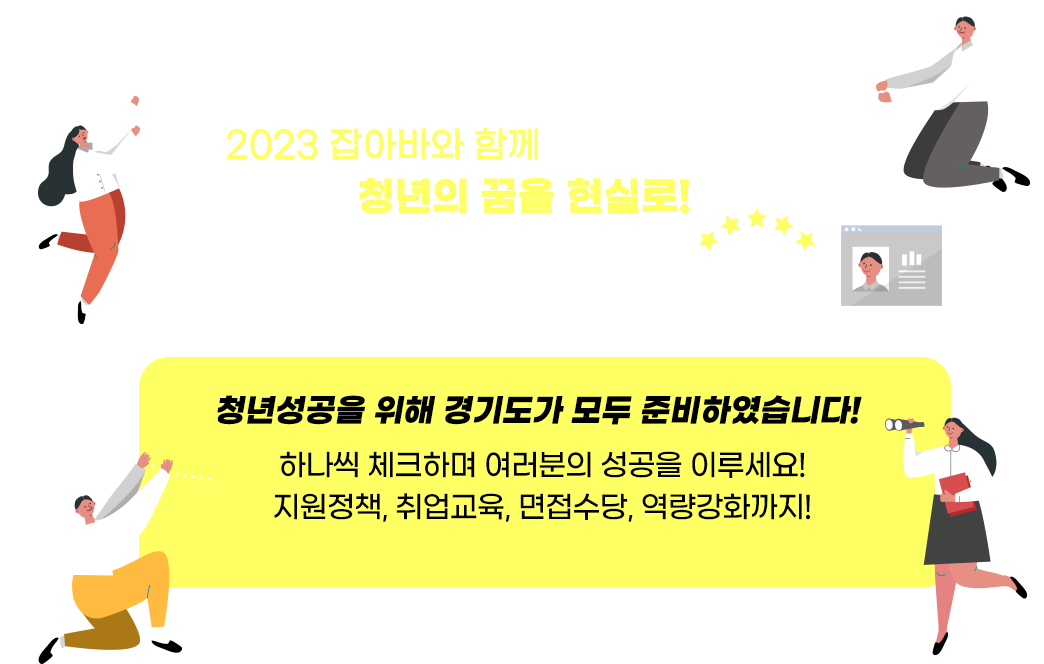 2023 잡아바와 함께
청년의 꿈을 현실로!
청년성공을 위해 경기도가 모두 준비하였습니다!
하나씩 체크하며 여러분의 성공을 이루세요!
지원정책, 취업교육, 면접수당, 역량강화까지!